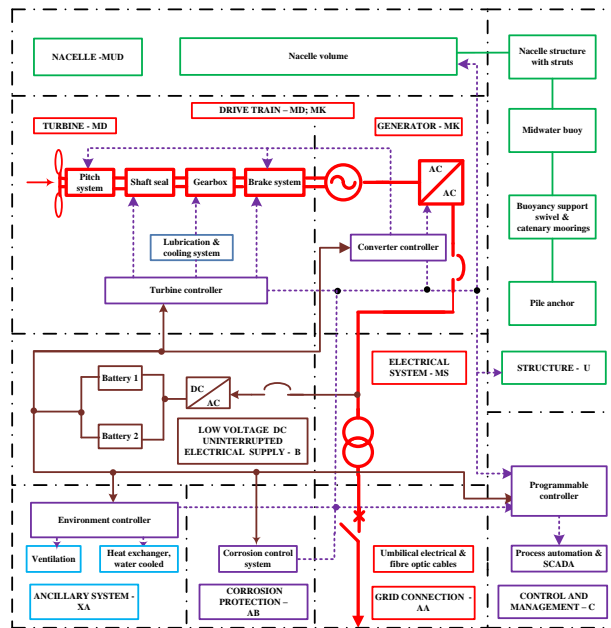 NACELLE -MUD
Nacelle volume
Nacelle structure
with struts
DRIVE TRAIN – MD; MK
TURBINE - MD
GENERATOR - MK
Midwater buoy
Pitch
system
Shaft seal
Gearbox
Brake system
AC
AC
Buoyancy support
swivel &
catenary moorings
Lubrication &
cooling system
Converter controller
Turbine controller
Pile anchor
ELECTRICAL
SYSTEM - MS
STRUCTURE - U
Battery 1
DC
AC
Battery 2
LOW VOLTAGE DC
UNINTERRUPTED
ELECTRICAL SUPPLY - B
Programmable
controller
Environment controller
Ventilation
Heat exchanger,
water cooled
Corrosion control
system
Umbilical electrical &
fibre optic cables
Process automation &
SCADA
ANCILLARY SYSTEM -
XA
CORROSION
PROTECTION –
AB
GRID CONNECTION -
AA
CONTROL AND
MANAGEMENT – C